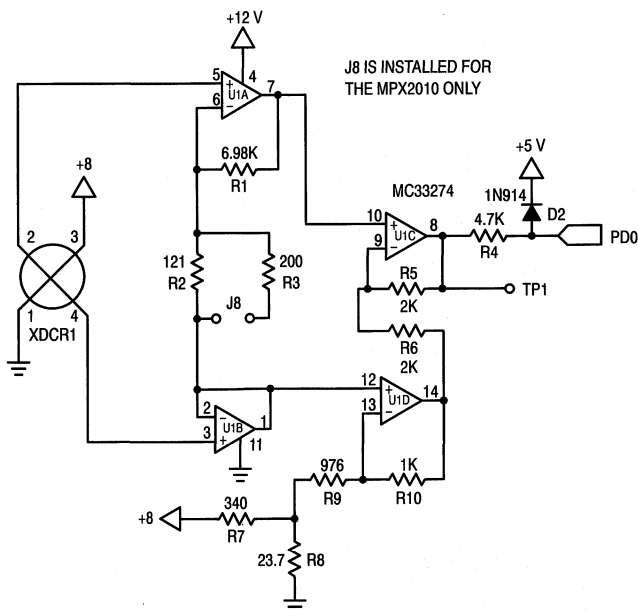 +12 V
J8 IS INSTALLED FOR
THE MPX2010 ONLY
5
4
7
U1A
6
6.98K
R1
+8
+5 V
MC33274
1N914
D2
10
8
4.7K
U1C
9
R4
PD0
2
3
121
R2
200
R3
R5
2K
TP1
J8
1
4
XDCR1
R6
2K
12
14
U1D
13
2
1
U1B
3
11
976
R9
1K
R10
+8
340
R7
23.7
R8